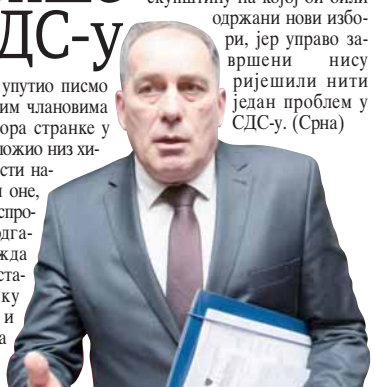 ДС-у
упутио писмо
им члановима
ора странке у
ложио низ хи-
сти на-
и оне,
спро-
одга-
жда
ста-
ку
и
а
скупштину на којој би били
одржани нови избо-
ри, јер управо за-
вршени нису
ријешили нити
један проблем у
СДС-у. (Срна)